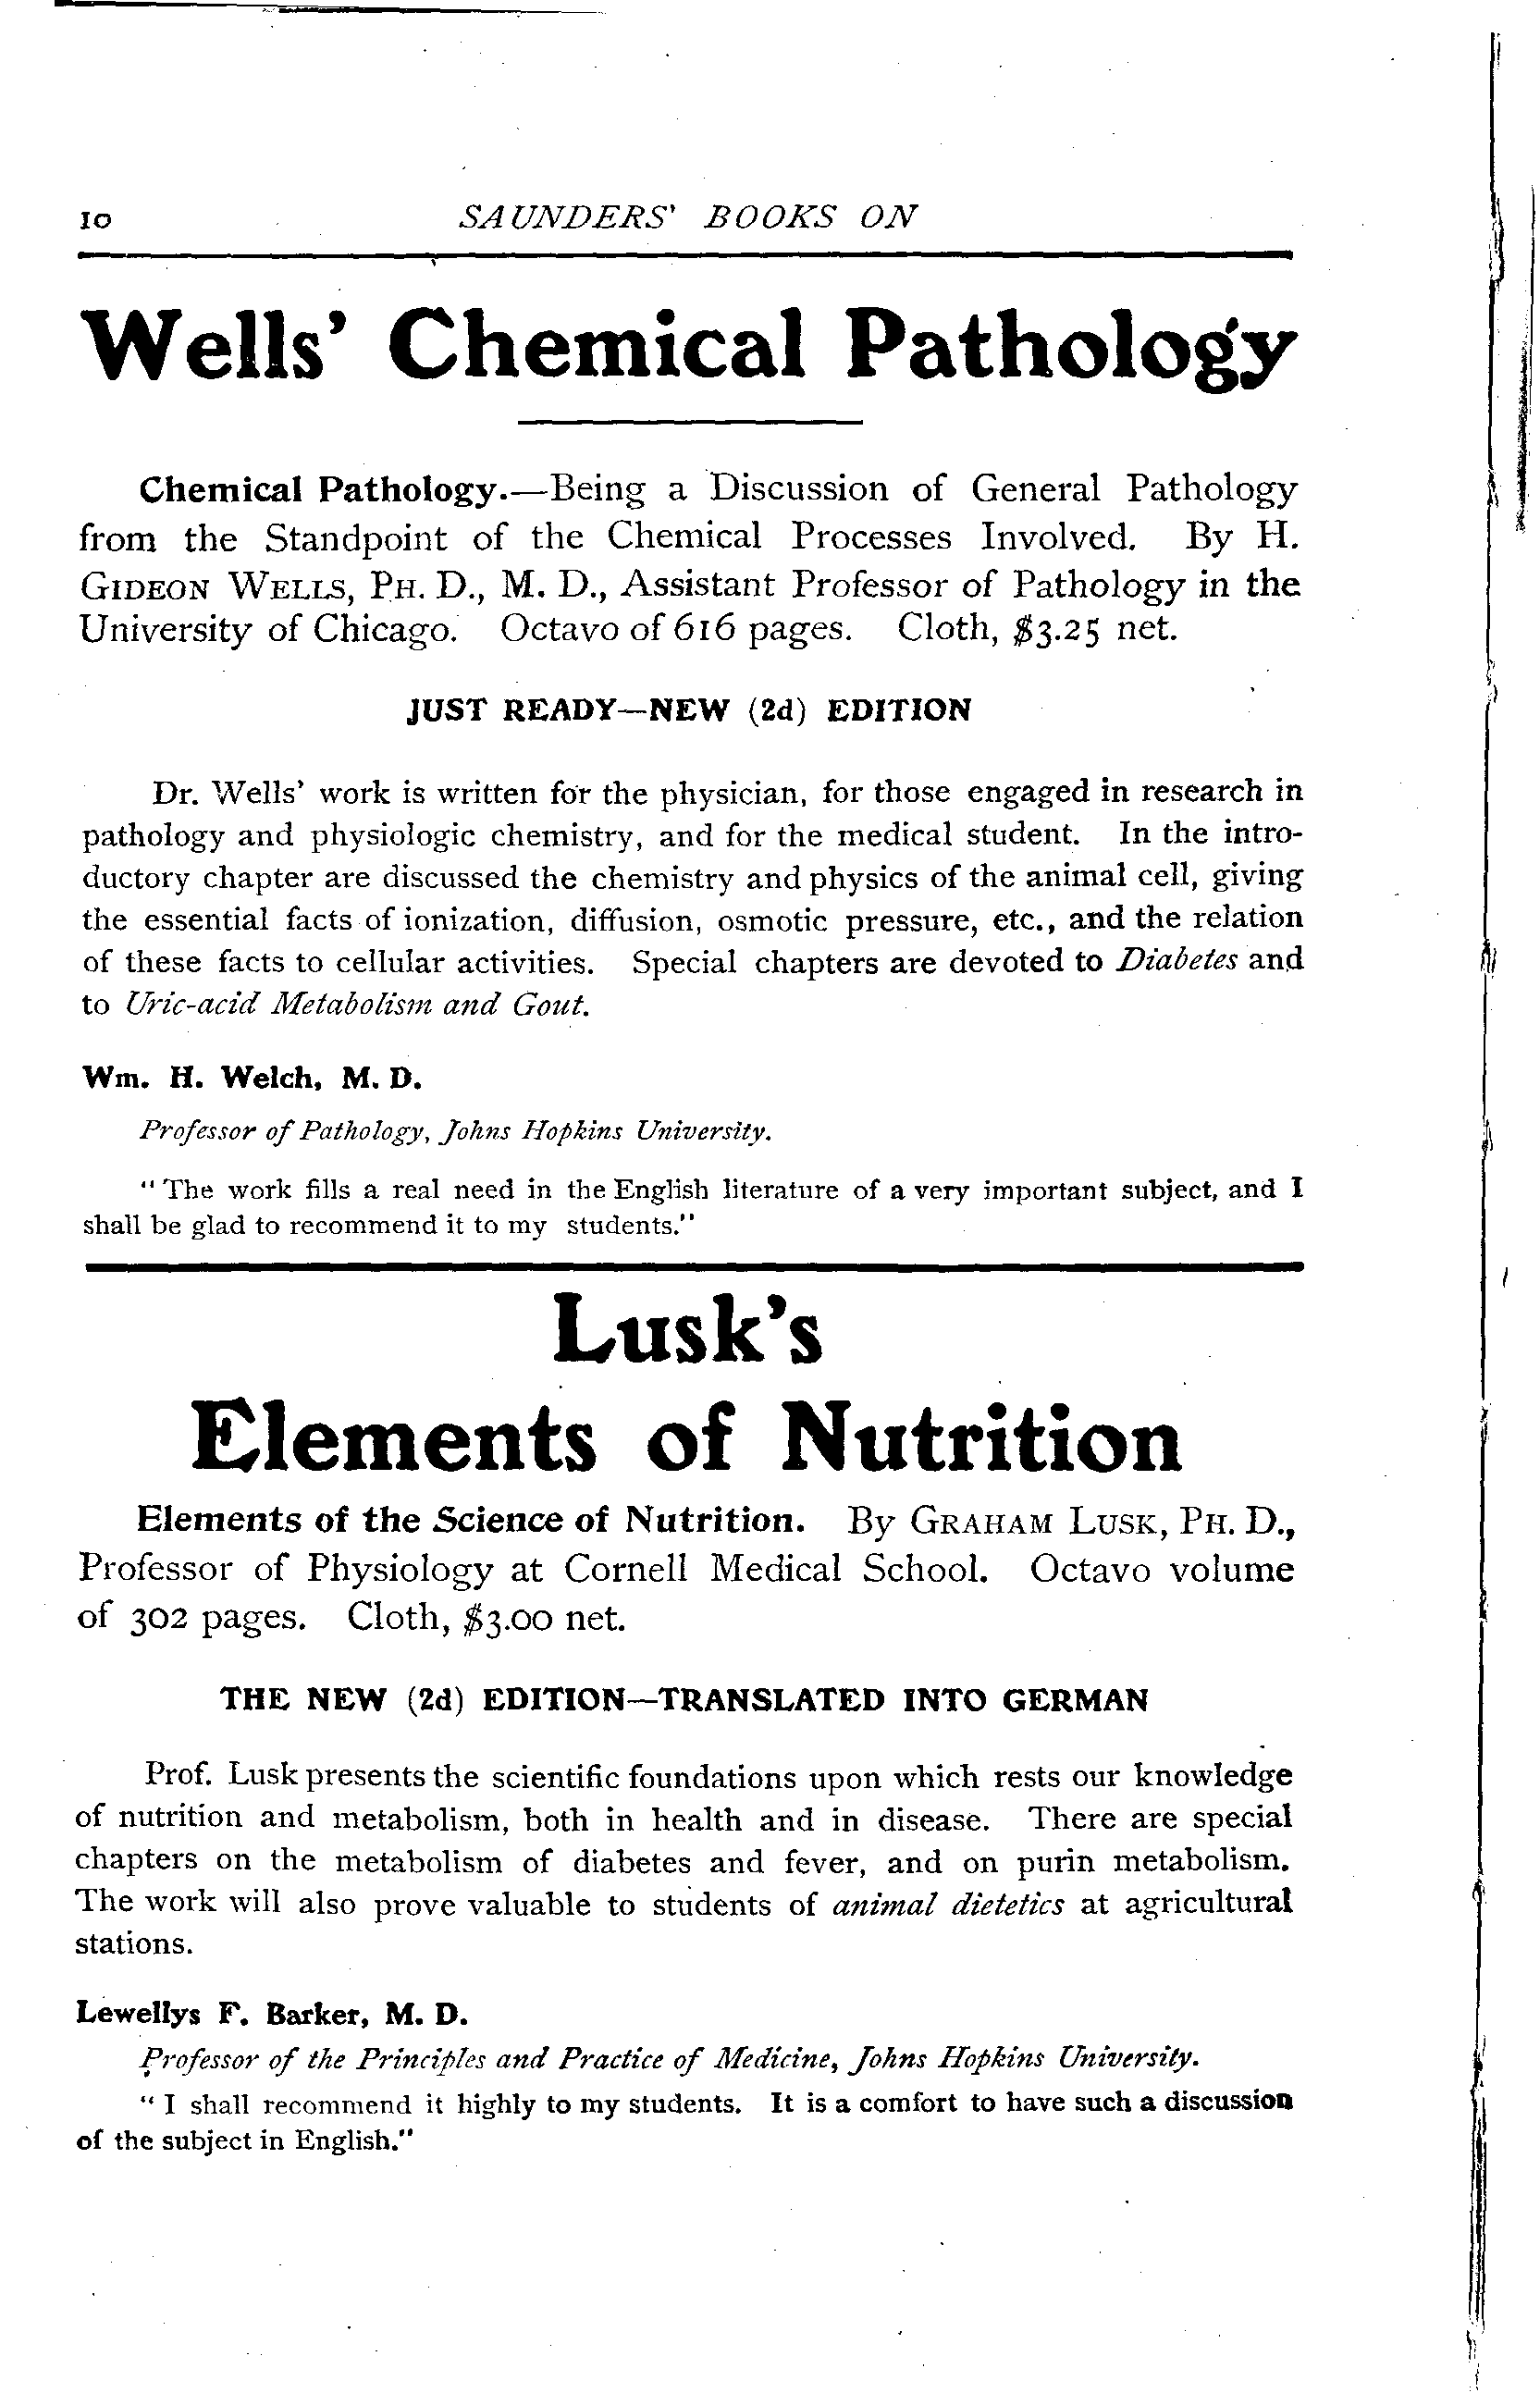 10 SAUNDERS' BOOKS ON
Wells' Chemical Pathology
Chemical Pathology.—Being a Discussion of General Pathology
from the Standpoint of the Chemical Processes Involved. By H.
GIDEON WELLS, PH. D., M. D., Assistant Professor of Pathology in the
University of Chicago. Octavo of 616 pages. Cloth, $3.25 net.
JUST READY—NEW (2d) EDITION
Dr. Wells' work is written for the physician, for those engaged in research in
pathology and physiologic chemistry, and for the medical student. In the intro-
ductory chapter are discussed the chemistry and physics of the animal cell, giving
the essential facts of ionization, diffusion, osmotic pressure, etc., and the relation
of these facts to cellular activities. Special chapters are devoted to Diabetes and
to Uric-acid Metabolism and Gout.
Wm. H. Welch, M. D.
Professor of Pathology, Johns Hopkins University.
"The work fills a real need in the English literature of a very important subject, and I
shall be glad to recommend it to my students."
Lusk's
Elements of Nutrition
Elements of the Science of Nutrition. By GRAHAM LUSK, PH. D.,
Professor of Physiology at Cornell Medical School. Octavo volume
of 302 pages. Cloth, $3.00 net.
THE NEW (2d) EDITION—TRANSLATED INTO GERMAN
Prof. Lusk presents the scientific foundations upon which rests our knowledge
of nutrition and metabolism, both in health and in disease. There are special
chapters on the metabolism of diabetes and fever, and on purin metabolism.
The work will also prove valuable to students of animal dietetics at agricultural
stations.
Lewellys F. Barker, M. D.
Professor of the Principles and Practice of Medicine, Johns Hopkins University.
"I shall recommend it highly to my students. It is a comfort to have such a discussion
of the subject in English."